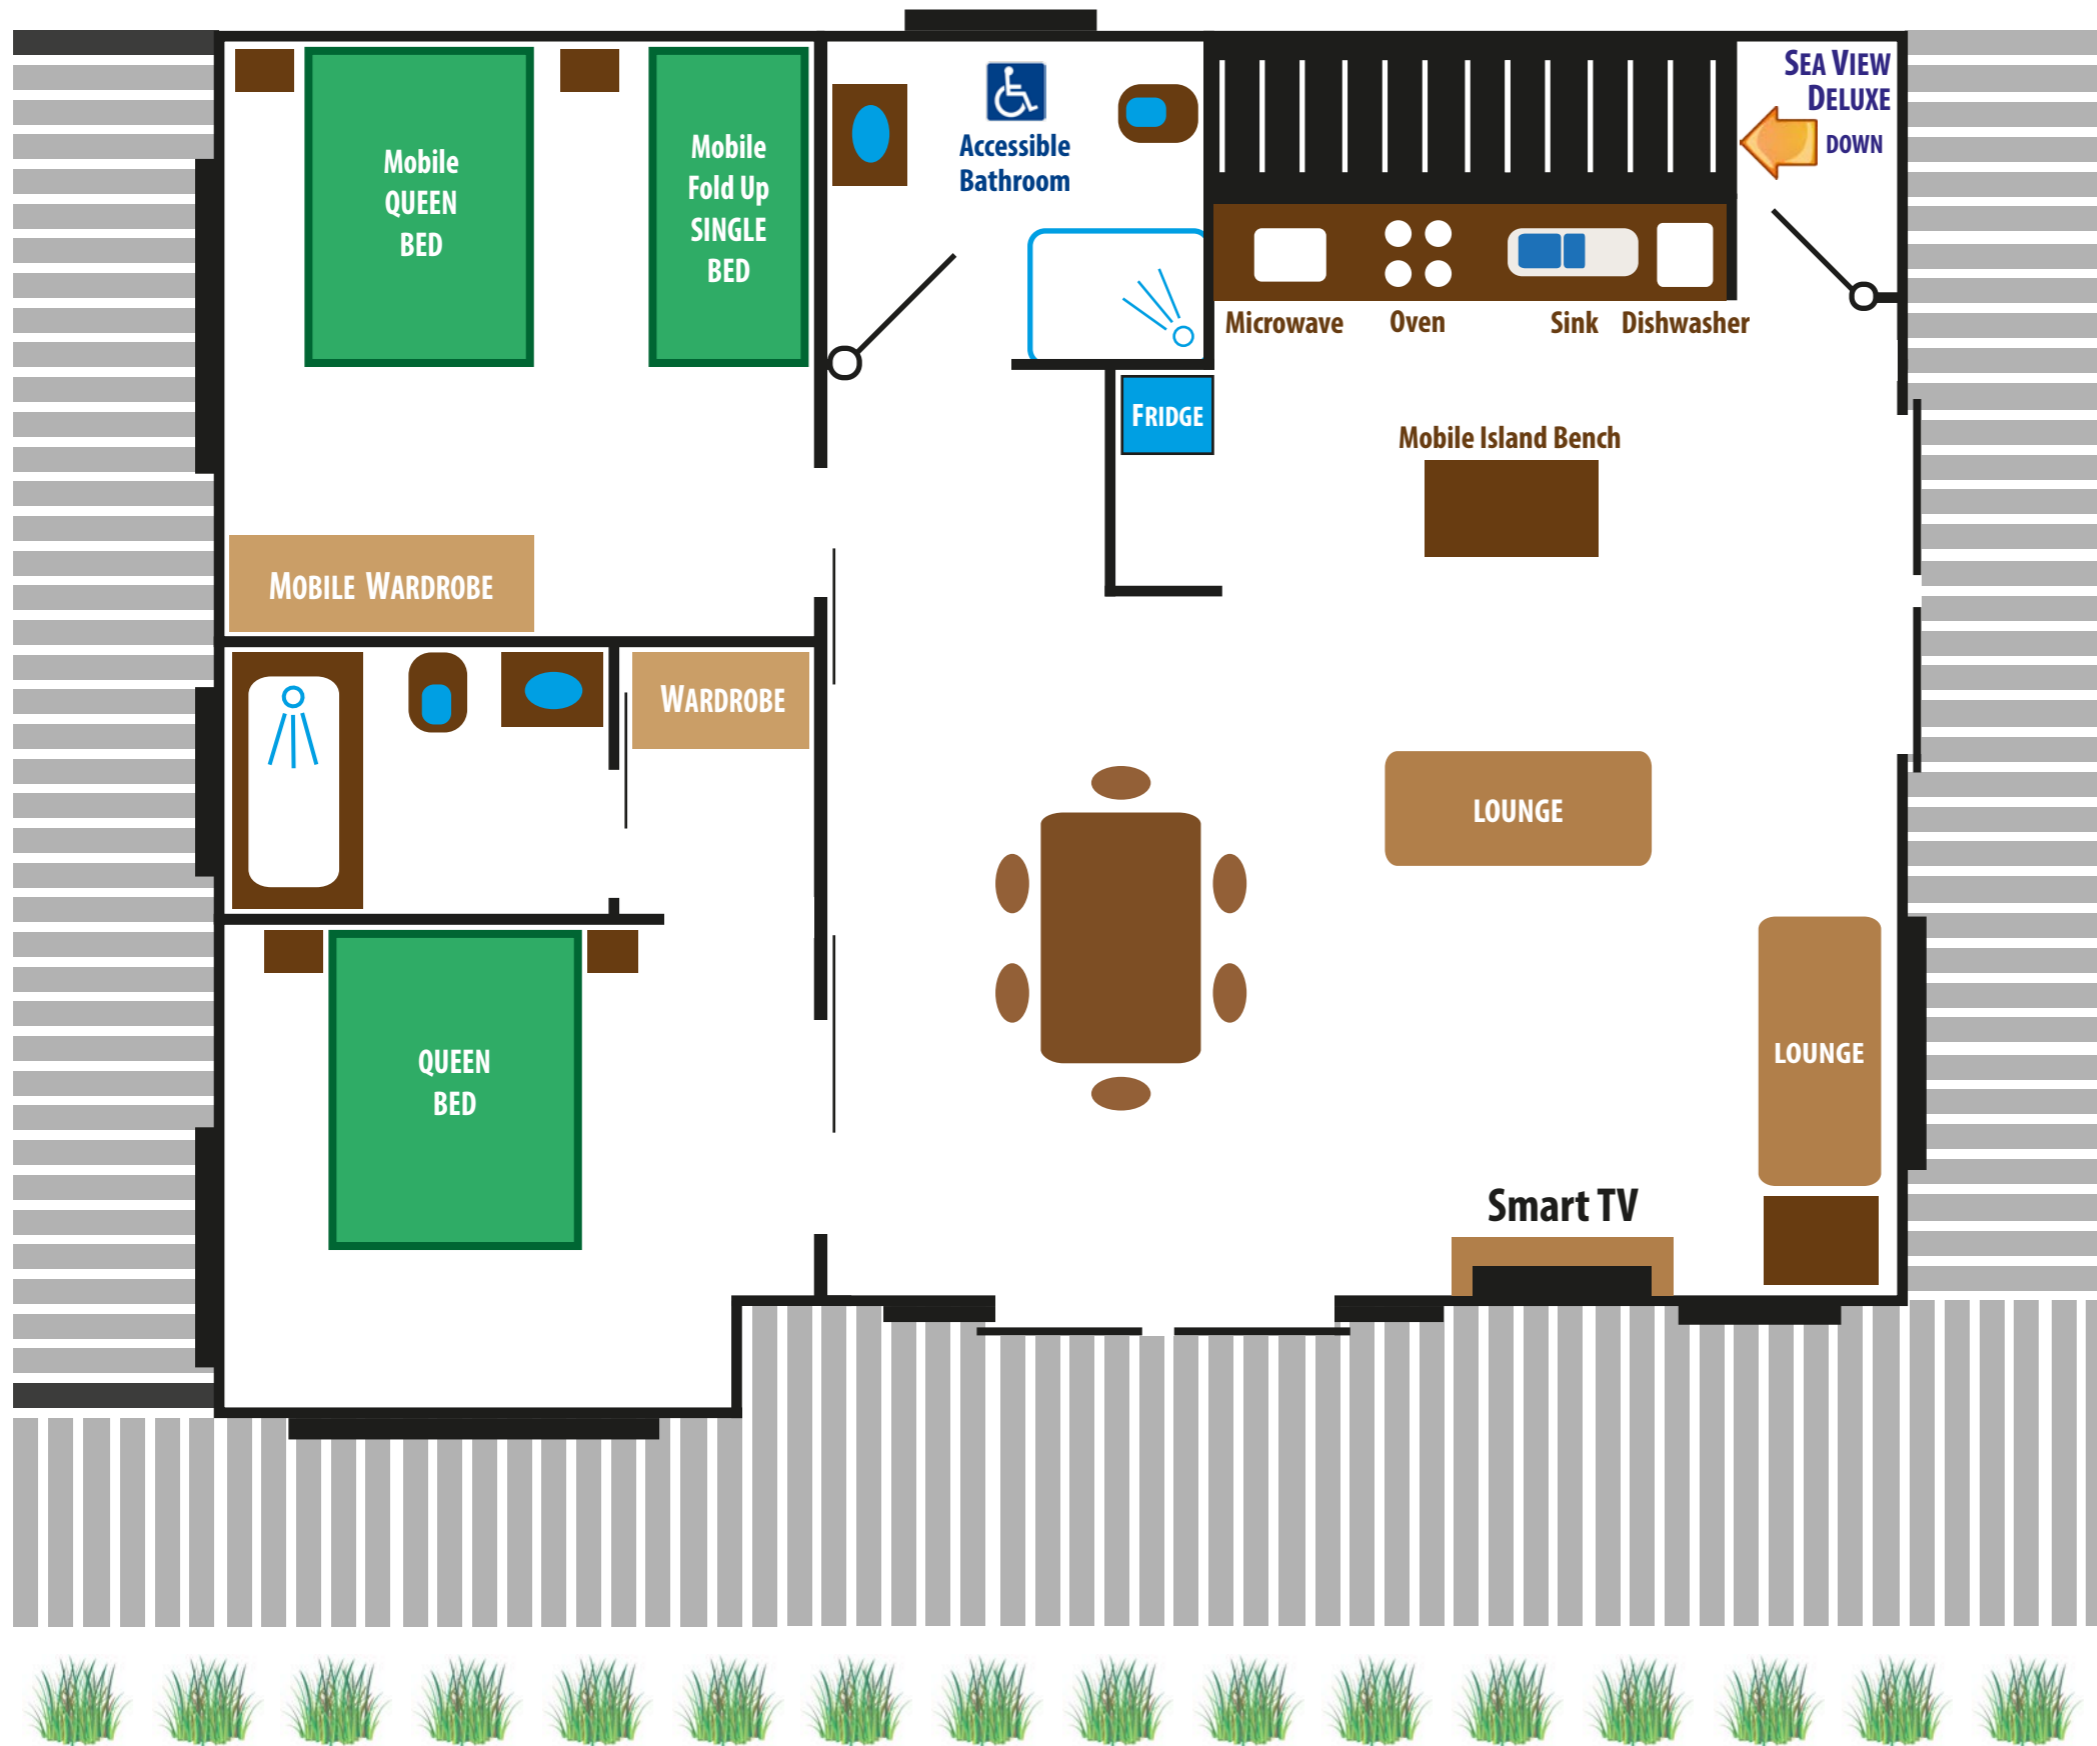 SEA VIEW
DELUXE
DOWN
Accessible
Bathroom
Mobile
QUEEN
BED
Mobile
Fold Up
SINGLE
BED
Microwave
Oven
Sink
Dishwasher
FRIDGE
Mobile Island Bench
MOBILE WARDROBE
WARDROBE
LOUNGE
QUEEN
BED
LOUNGE
Smart TV